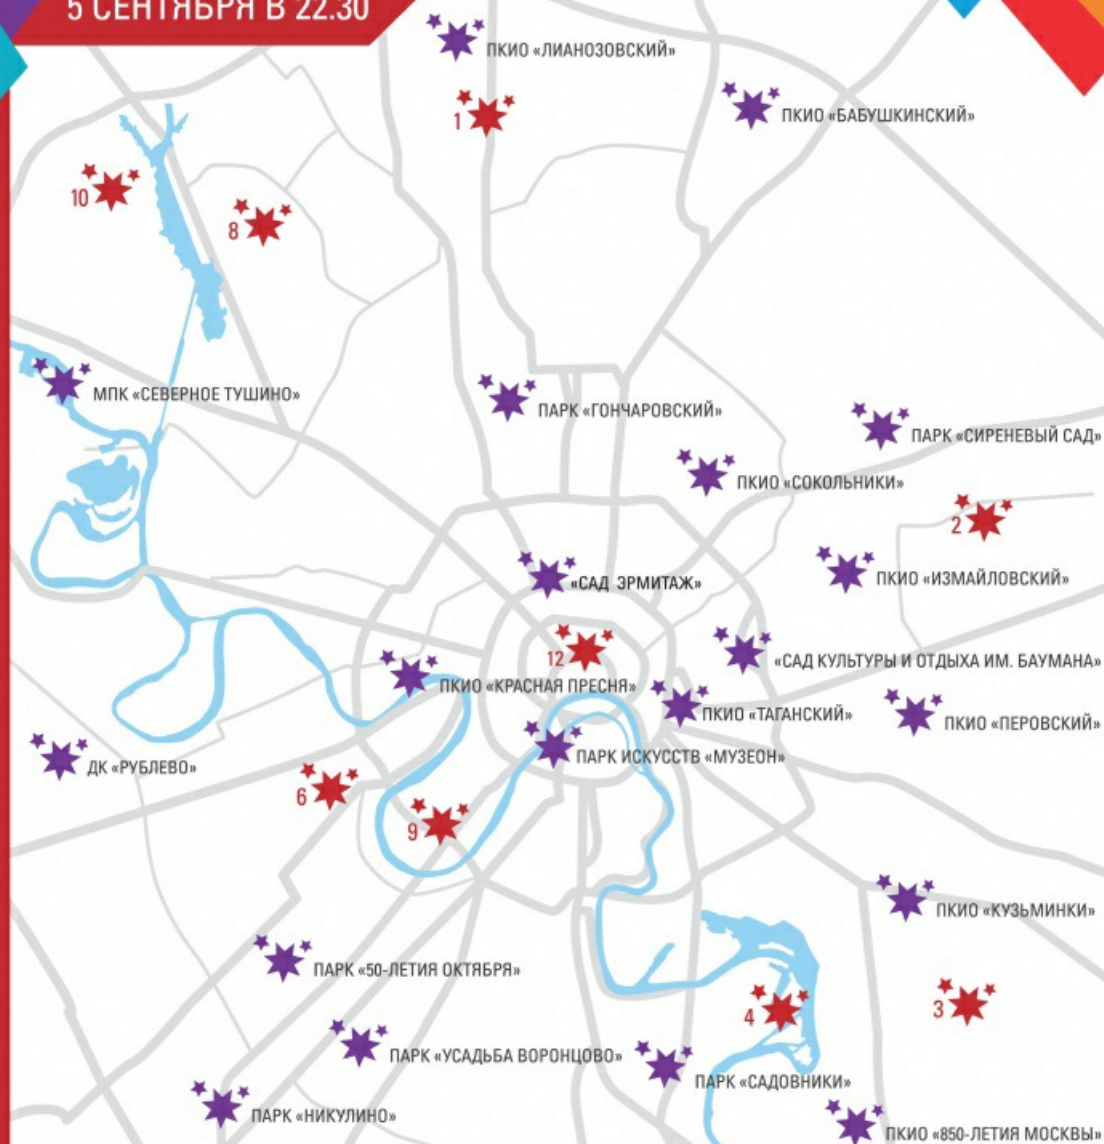 5 СЕНТЯБРЯ В 22.30
ПКИО «ЛИАНОЗОВСКИЙ»
1
ПКИО «БАБУШКИНСКИЙ»
10
8
МПК «СЕВЕРНОЕ ТУШИНО»
ПАРК «ГОНЧАРОВСКИЙ»
ПАРК «СИРЕНЕВЫЙ САД»
ПКИО «СОКОЛЬНИКИ»
2
«САД ЭРМИТАЖ»
ПКИО «ИЗМАЙЛОВСКИЙ»
12
«САД КУЛЬТУРЫ И ОТДЫХА ИМ. БАУМАНА»
ПКИО «КРАСНАЯ ПРЕСНЯ»
ПКИО «ТАГАНСКИЙ»
ПКИО «ПЕРОВСКИЙ»
ПАРК ИСКУССТВ «МУЗЕОН»
ДК «РУБЛЕВО»
6
9
ПКИО «КУЗЬМИНКИ»
ПАРК «50-ЛЕТИЯ ОКТЯБРЯ»
3
4
ПАРК «УСАДЬБА ВОРОНЦОВО»
ПАРК «САДОВНИКИ»
ПАРК «НИКУЛИНО»
ПКИО «850-ЛЕТИЯ МОСКВЫ»